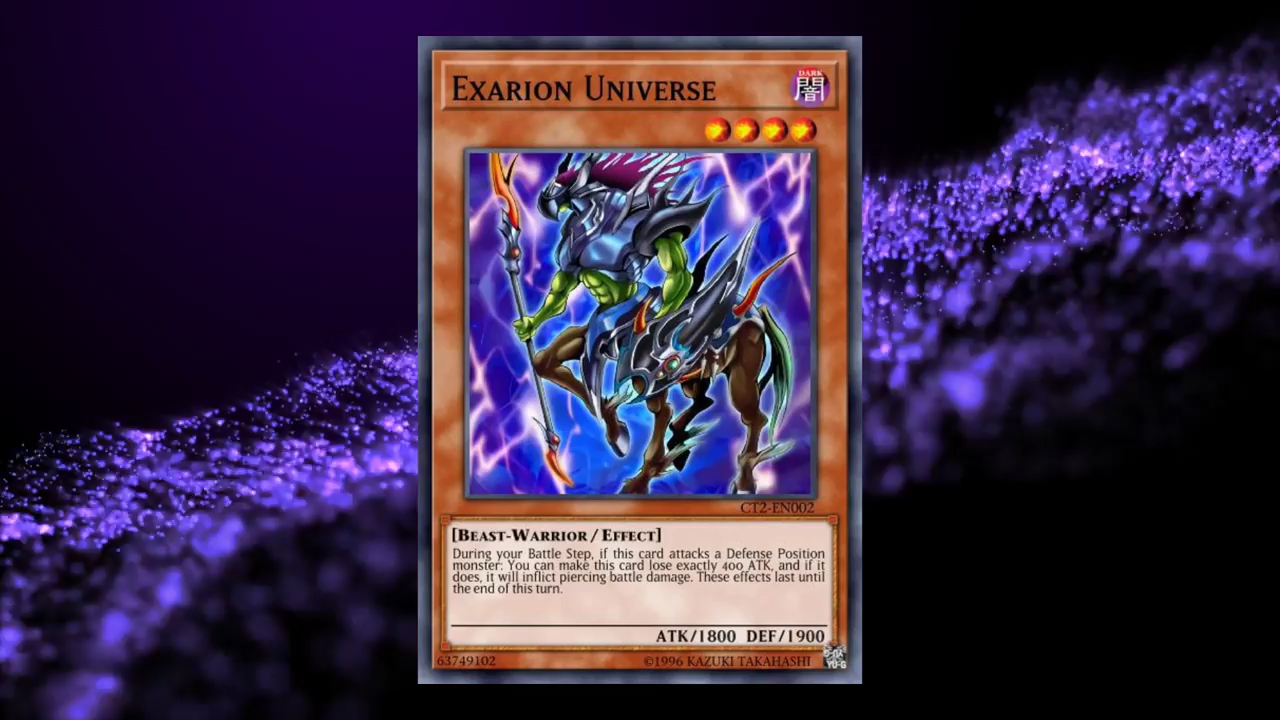 Exarion Universe
DARK
闇
CT2-EN002
[Beast-Warrior / Effect]
During your Battle Step, if this card attacks a Defense Position
monster: You can make this card lose exactly 400 ATK, and if it
does, it will inflict piercing battle damage. These effects last until
the end of this turn.
ATK/1800 DEF/1900
63749102
©1996 KAZUKI TAKAHASHI